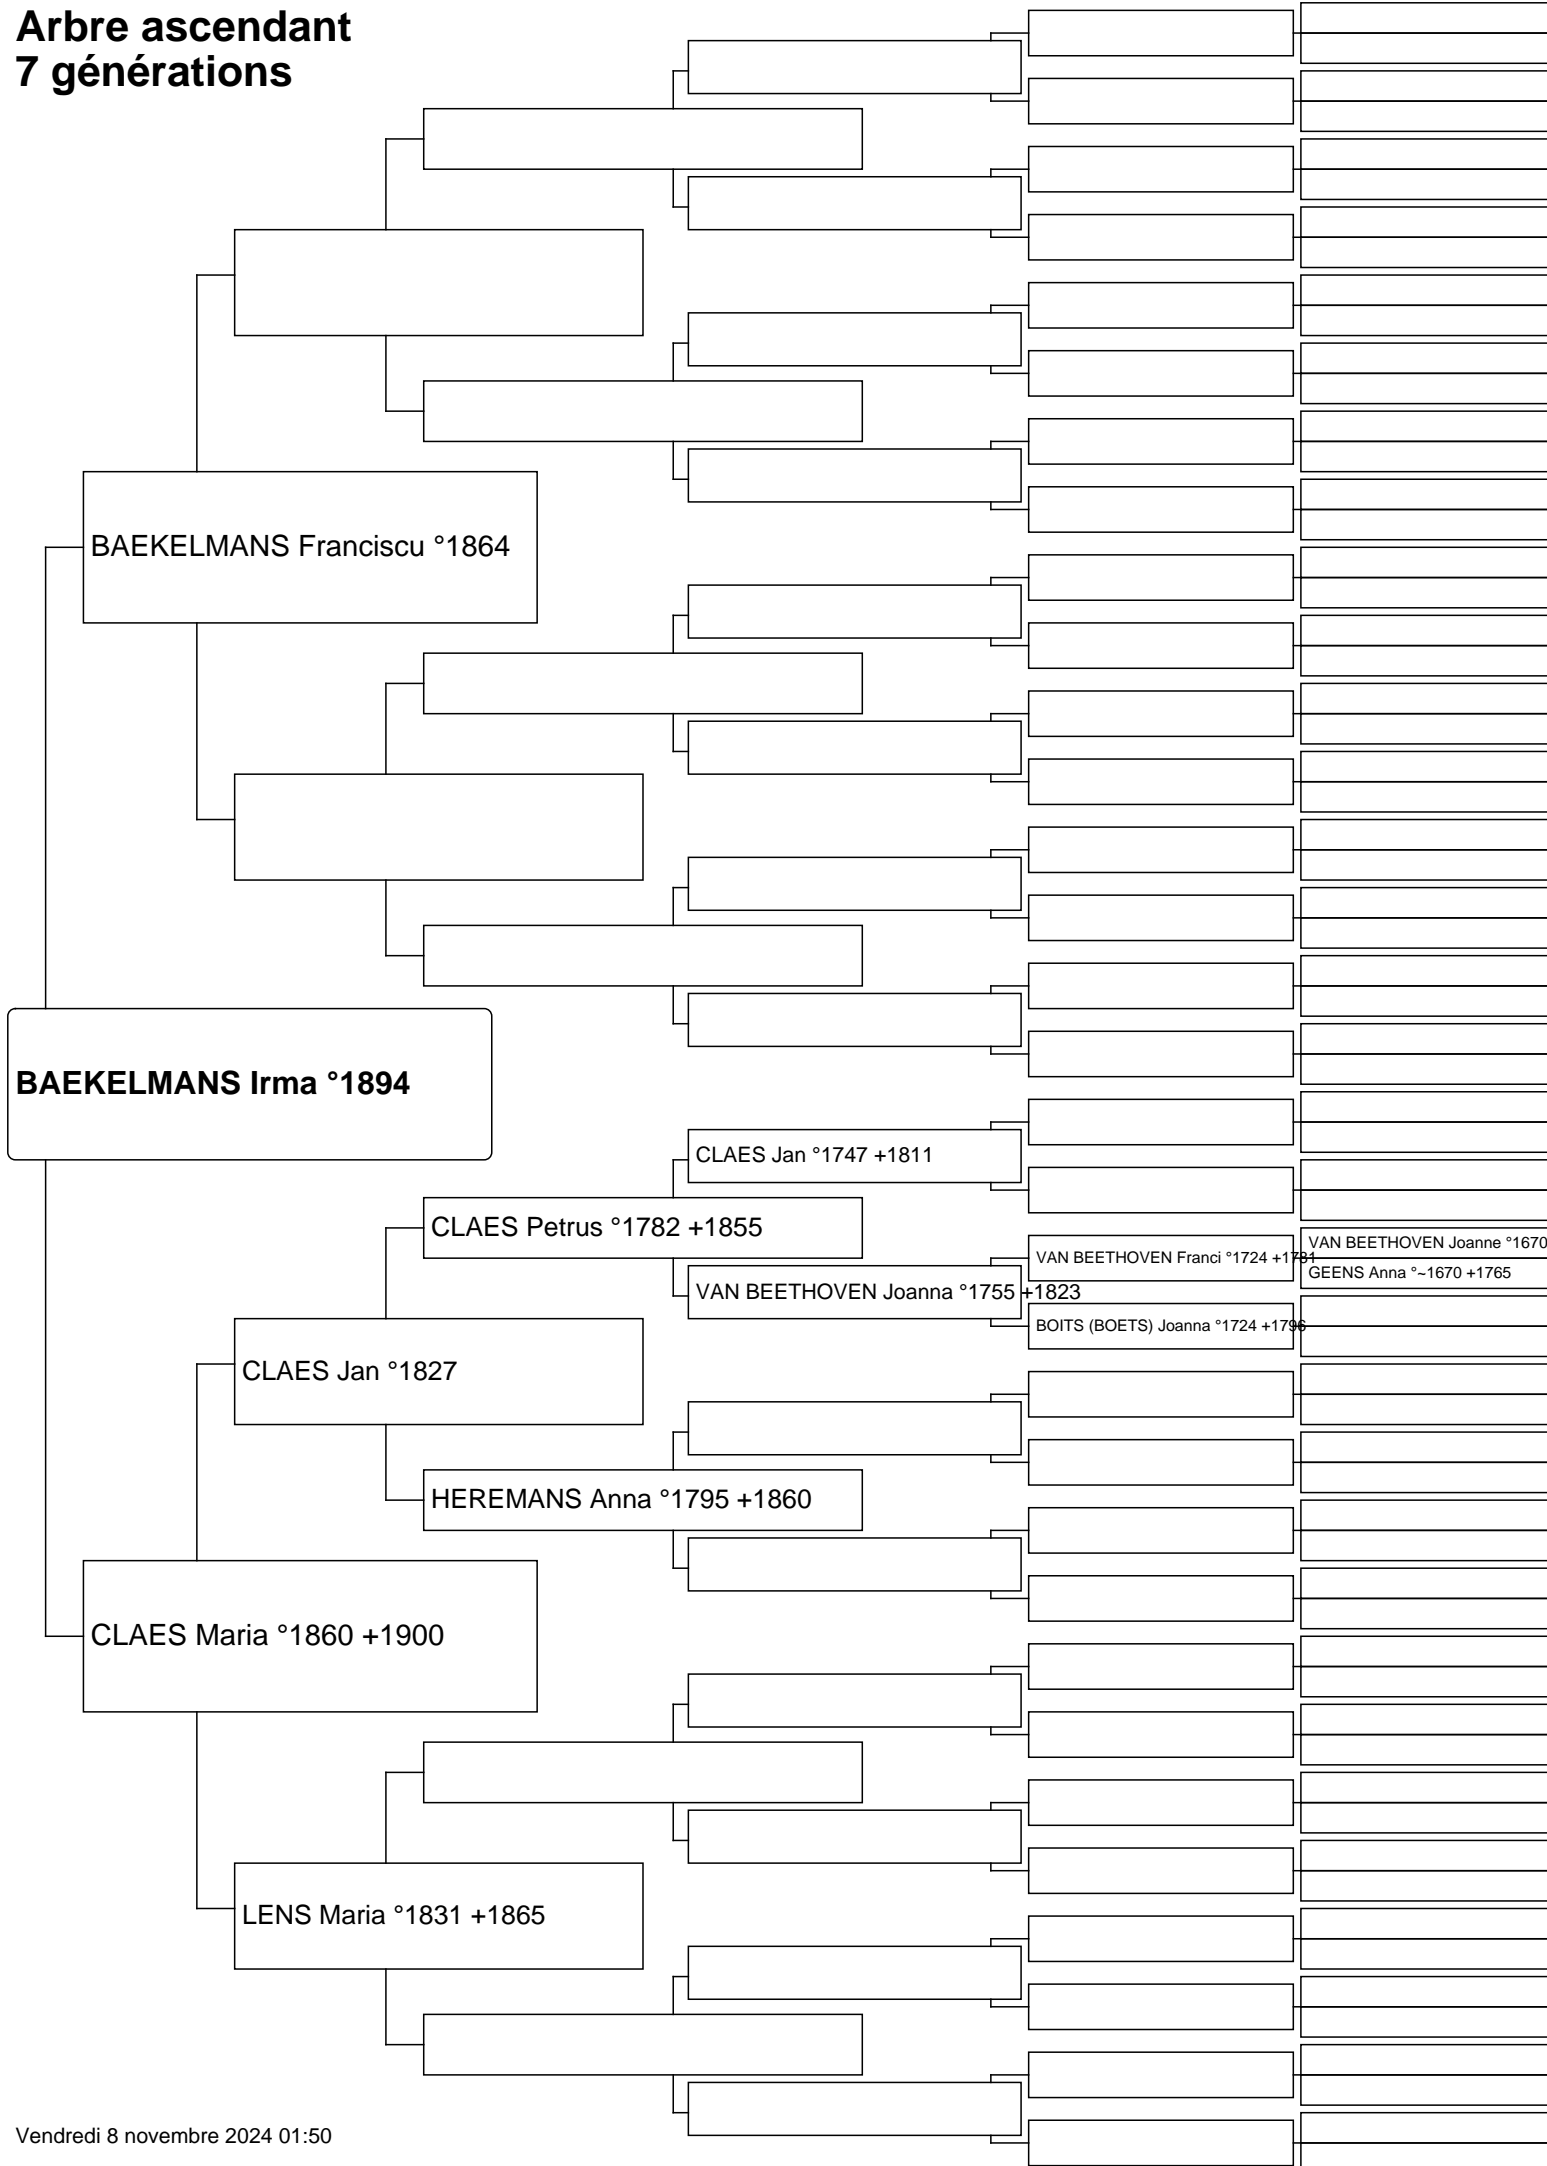 Arbre ascendant
7 générations
BAEKELMANS Franciscu °1864
BAEKELMANS Irma °1894
CLAES Jan °1747 +1811
CLAES Petrus °1782 +1855
VAN BEETHOVEN Joanne °1670
VAN BEETHOVEN Franci °1724 +1781
GEENS Anna °~1670 +1765
VAN BEETHOVEN Joanna °1755 +1823
BOITS (BOETS) Joanna °1724 +1796
CLAES Jan °1827
HEREMANS Anna °1795 +1860
CLAES Maria °1860 +1900
LENS Maria °1831 +1865
Vendredi 8 novembre 2024 01:50